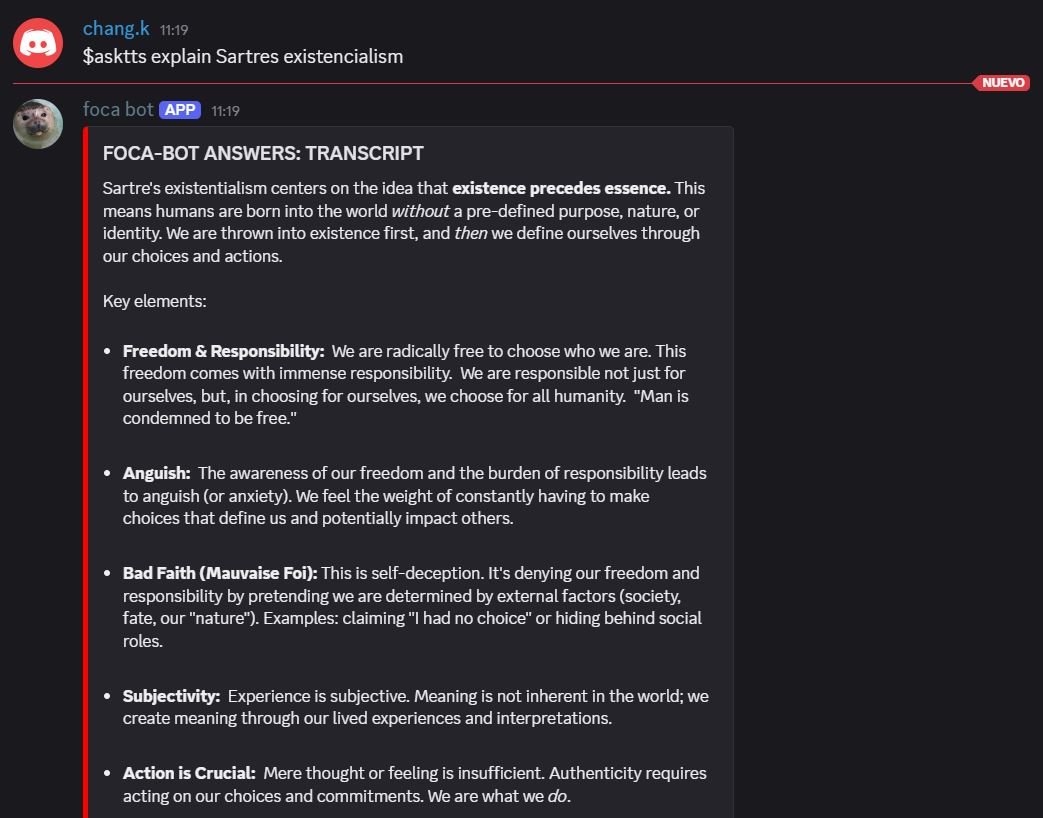 chang.k 11:19
$asktts explain Sartres existencialism
NUEVO
foca bot APP 11:19
FOCA-BOT ANSWERS: TRANSCRIPT
Sartre's existentialism centers on the idea that existence precedes essence. This
means humans are born into the world without a pre-defined purpose, nature, or
identity. We are thrown into existence first, and then we define ourselves through
our choices and actions.
Key elements:
• Freedom & Responsibility: We are radically free to choose who we are. This
freedom comes with immense responsibility. We are responsible not just for
ourselves, but, in choosing for ourselves, we choose for all humanity. "Man is
condemned to be free."
• Anguish: The awareness of our freedom and the burden of responsibility leads
to anguish (or anxiety). We feel the weight of constantly having to make
choices that define us and potentially impact others.
• Bad Faith (Mauvaise Foi): This is self-deception. It's denying our freedom and
responsibility by pretending we are determined by external factors (society,
fate, our "nature"). Examples: claiming "I had no choice" or hiding behind social
roles.
• Subjectivity: Experience is subjective. Meaning is not inherent in the world; we
create meaning through our lived experiences and interpretations.
• Action is Crucial: Mere thought or feeling is insufficient. Authenticity requires
acting on our choices and commitments. We are what we do.